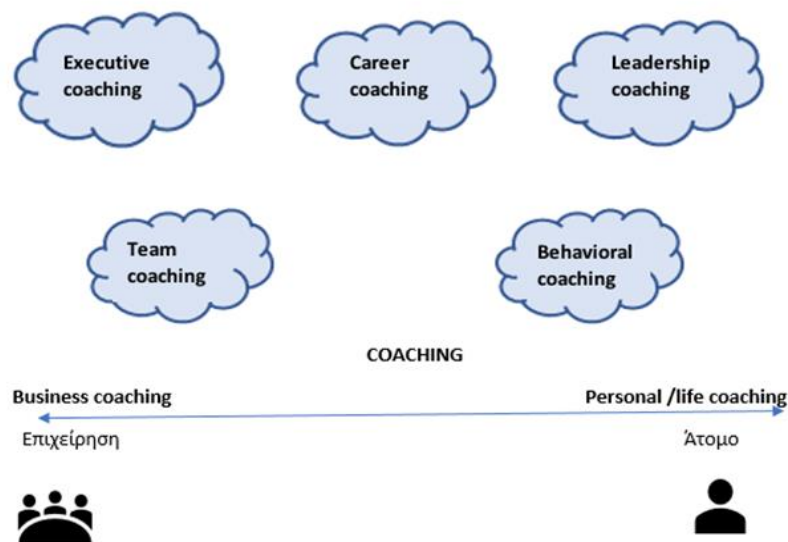 Executive
coaching
Career
coaching
Leadership
coaching
Team
coaching
Behavioral
coaching
COACHING
Business coaching
Personal /life coaching
Επιχείρηση
Άτομο